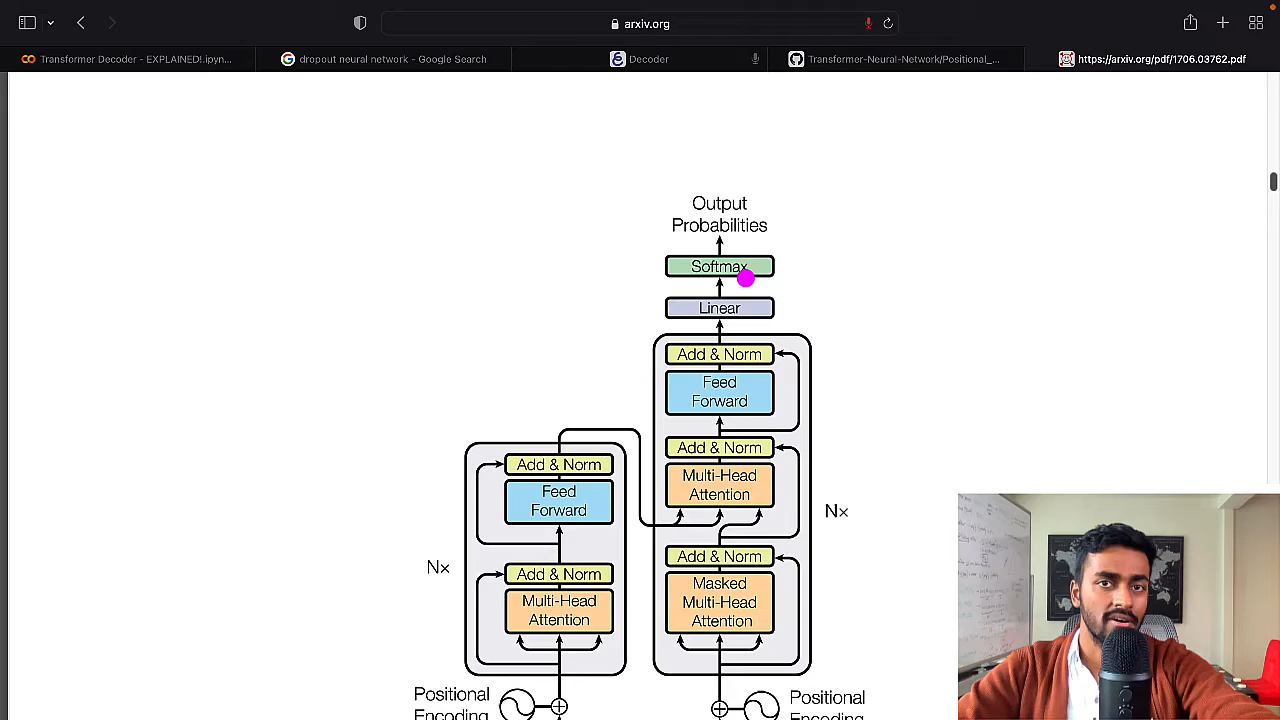 arxiv.org
Transformer Decoder - EXPLAINED!.ipyn...
dropout neural network - Google Search
Decoder
Transformer-Neural-Network/Positional_...
https://arxiv.org/pdf/1706.03762.pdf
Output
Probabilities
Softmax
Linear
Add & Norm
Feed
Forward
Add & Norm
Multi-Head
Attention
Nx
Add & Norm
Masked
Multi-Head
Attention
Add & Norm
Feed
Forward
Nx
Add & Norm
Multi-Head
Attention
Positional
Encoding
Positional
Encoding